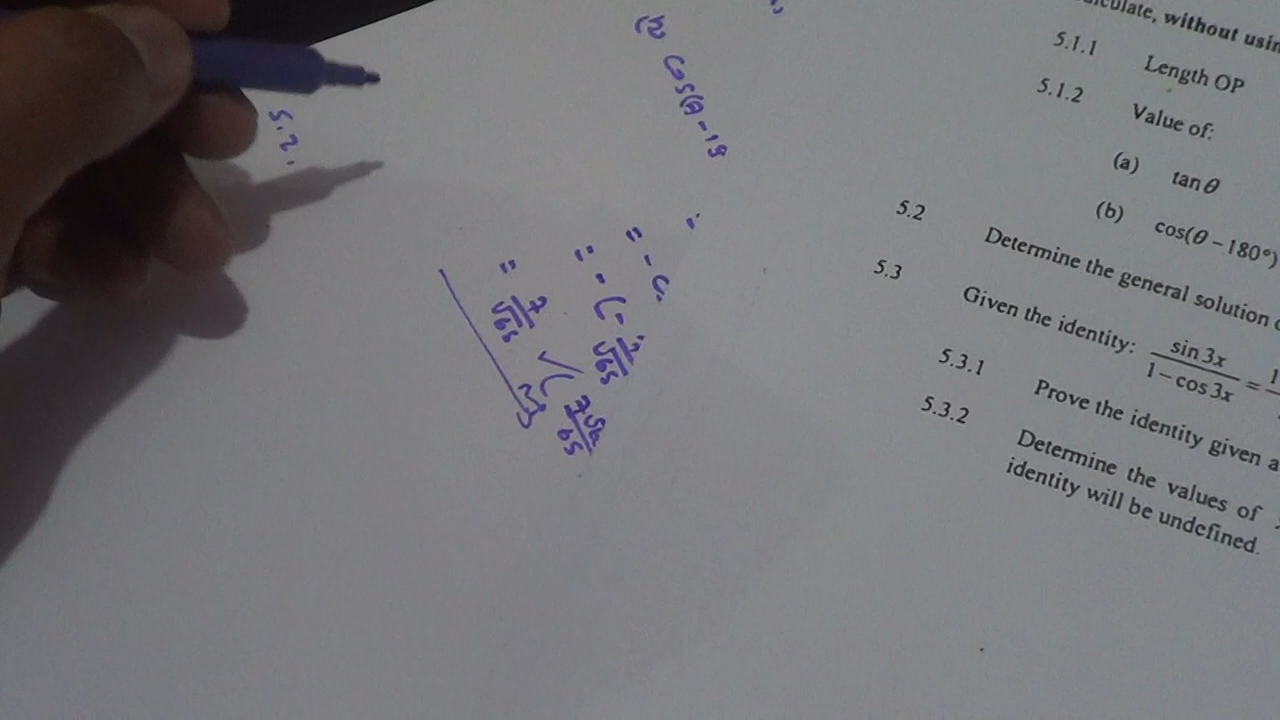 culate, without usin
5.1.1 Length OP
5.1.2 Value of:
(a) tan θ
(b) cos(θ – 180°)
5.2 Determine the general solution
5.3 Given the identity: sin 3x / 1 – cos 3x = 1
5.3.1 Prove the identity given a
5.3.2 Determine the values of
identity will be undefined.
cos(θ - 18
= -
= - (-7/√65
= 7/√65
√65
5.2.